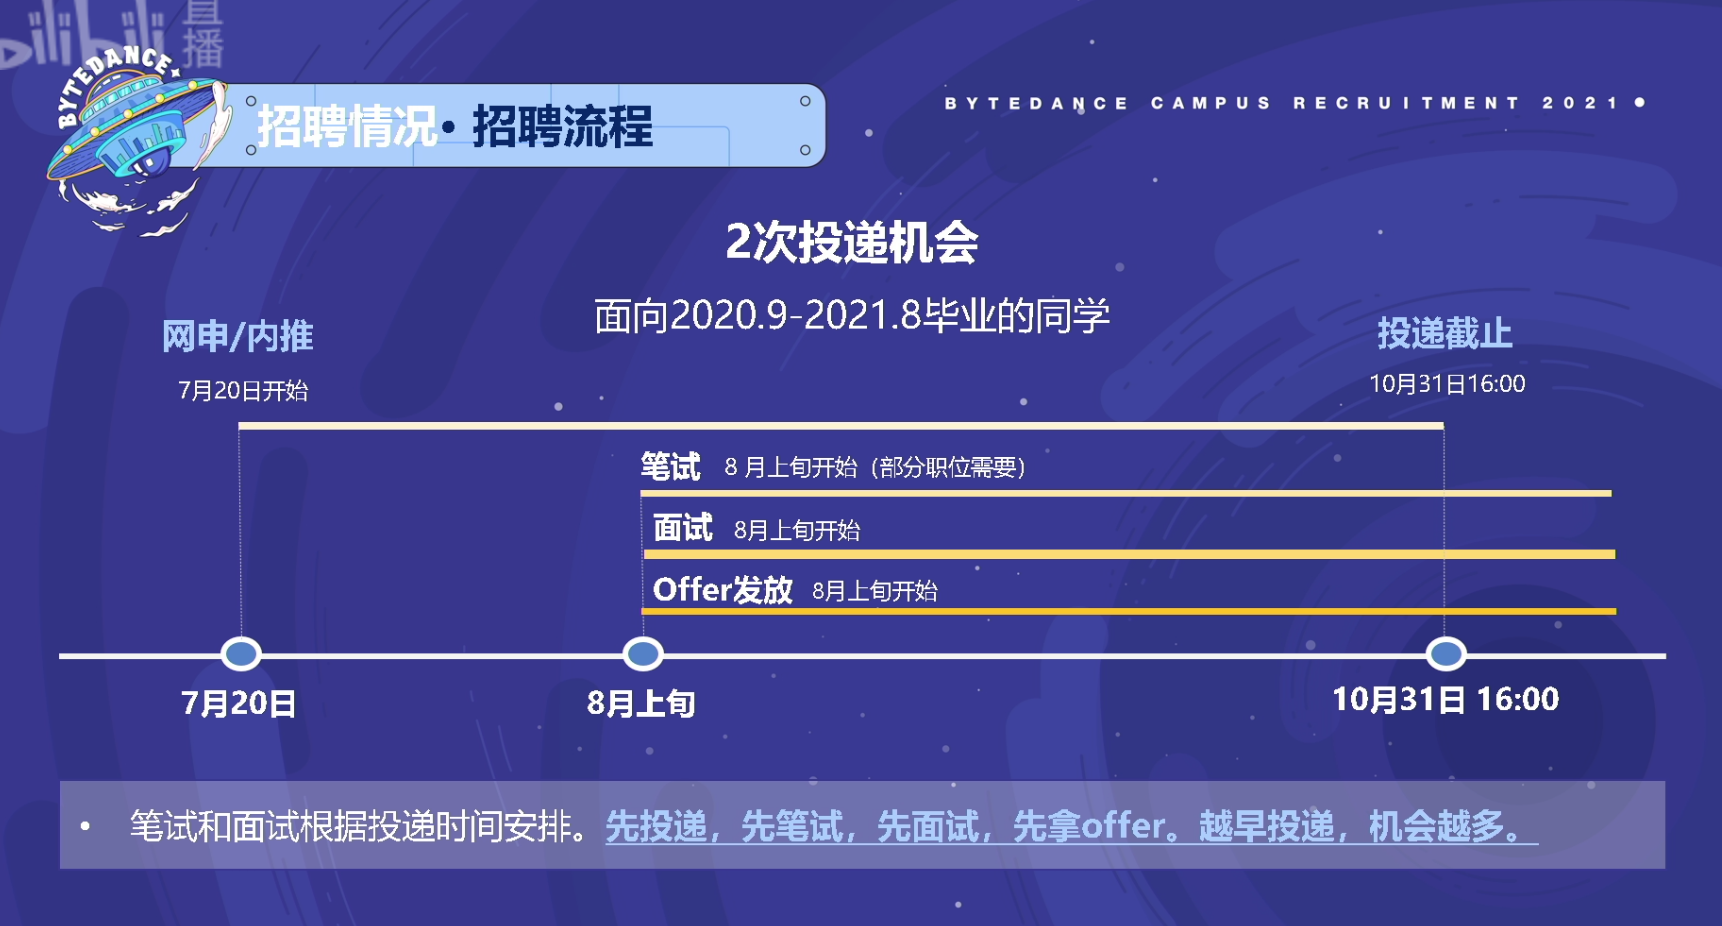 bilibili 直播
BYTEDANCE
招聘情况• 招聘流程
BYTEDANCE CAMPUS RECRUITMENT 2021
2次投递机会
面向2020.9-2021.8毕业的同学
网申/内推
7月20日开始
投递截止
10月31日16:00
笔试 8 月上旬开始（部分职位需要）
面试 8月上旬开始
Offer发放 8月上旬开始
7月20日
8月上旬
10月31日 16:00
• 笔试和面试根据投递时间安排。先投递，先笔试，先面试，先拿offer。越早投递，机会越多。